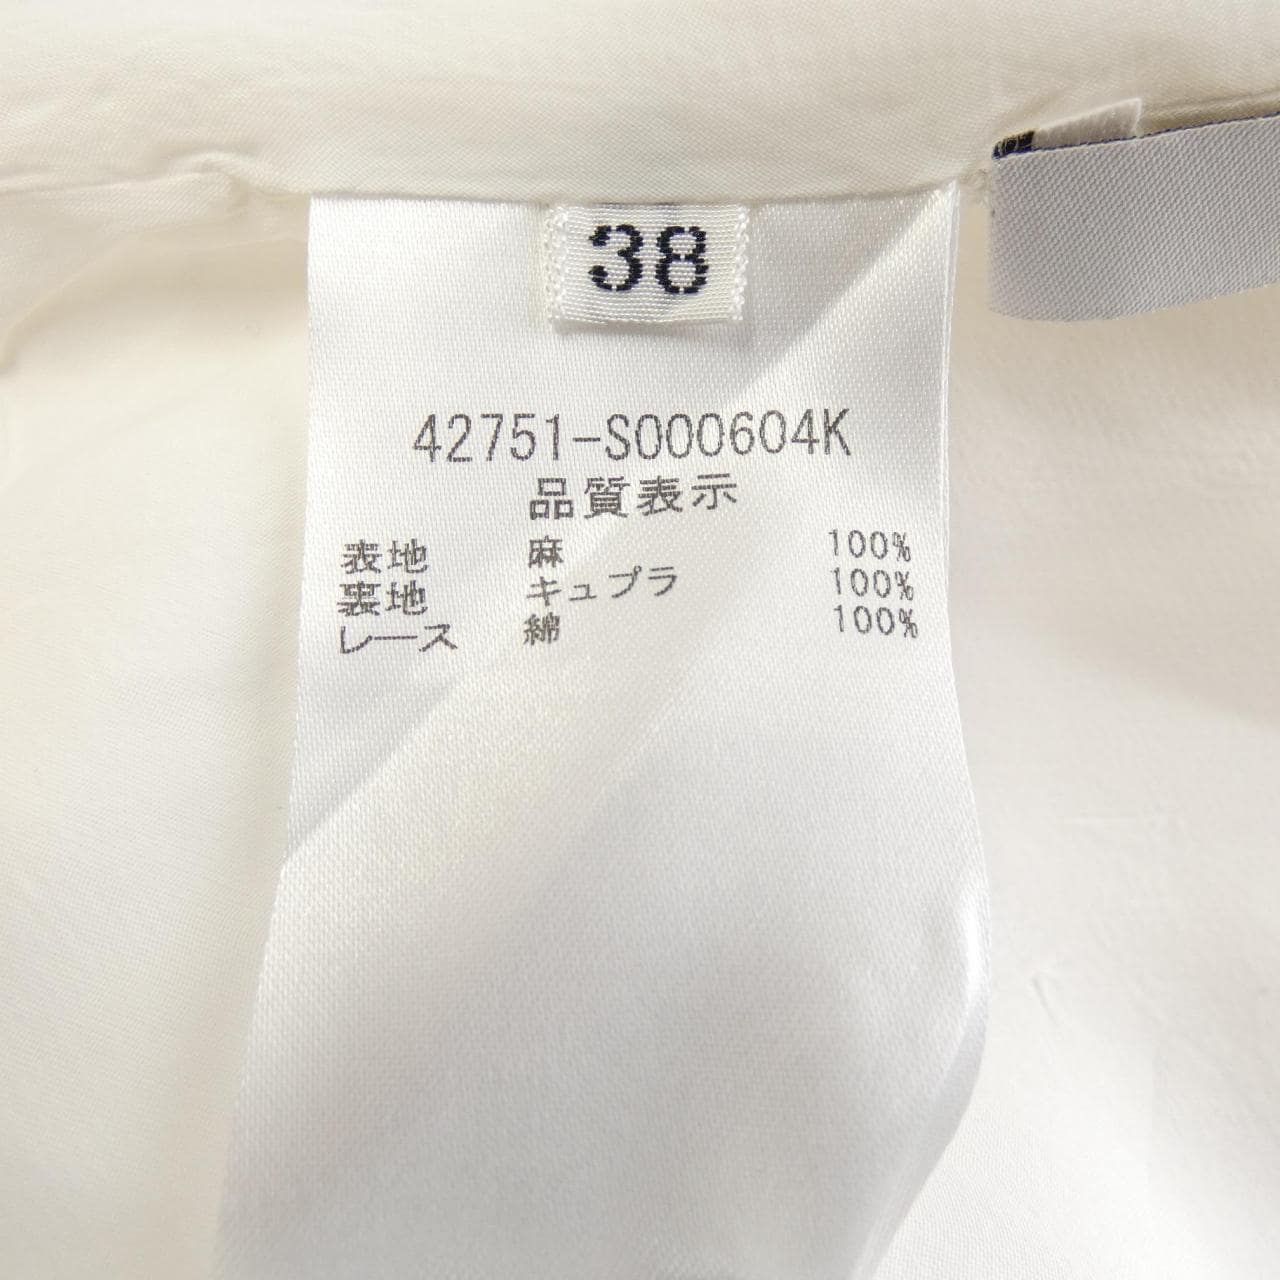 38
42751-S000604K
品質表示
表地 麻 100%
裏地 キュプラ 100%
レース 綿 100%